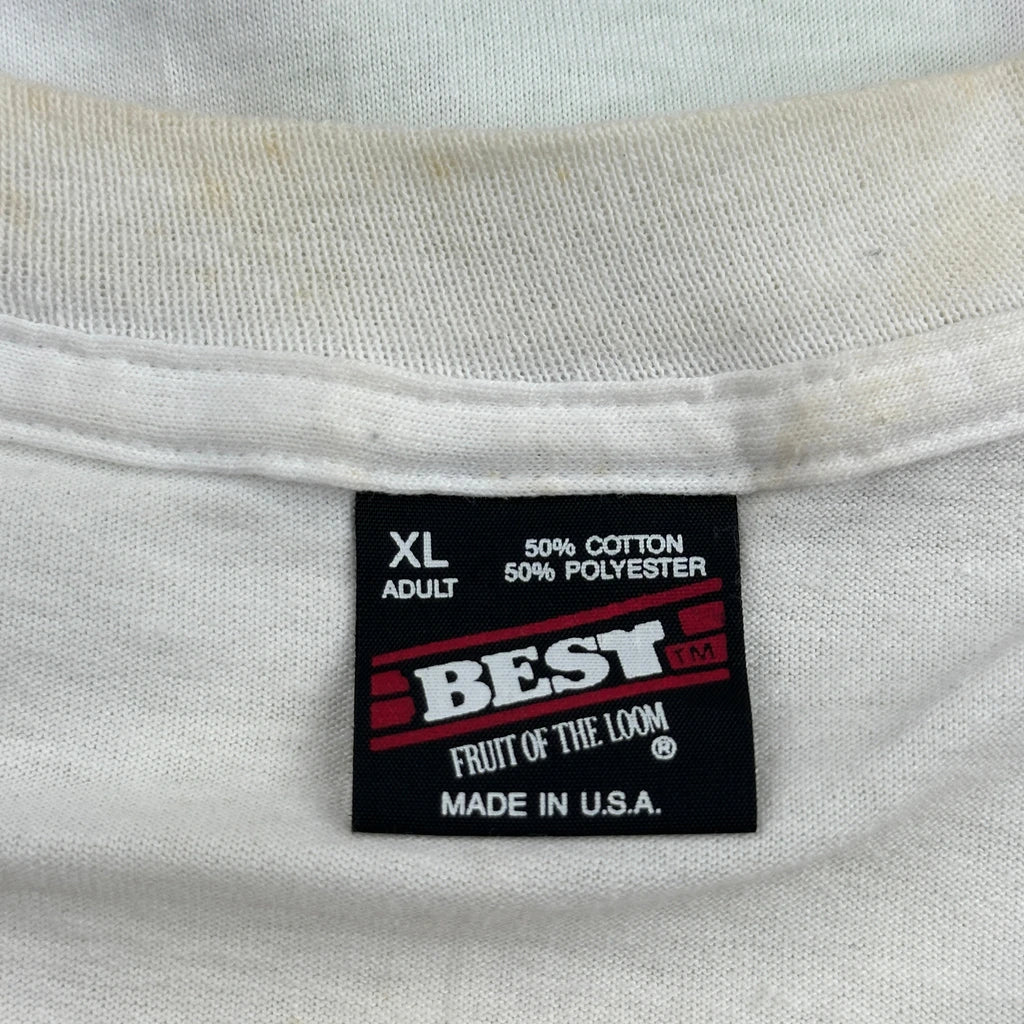 XL
ADULT
50% COTTON
50% POLYESTER
BEST TM
FRUIT OF THE LOOM ®
MADE IN U.S.A.